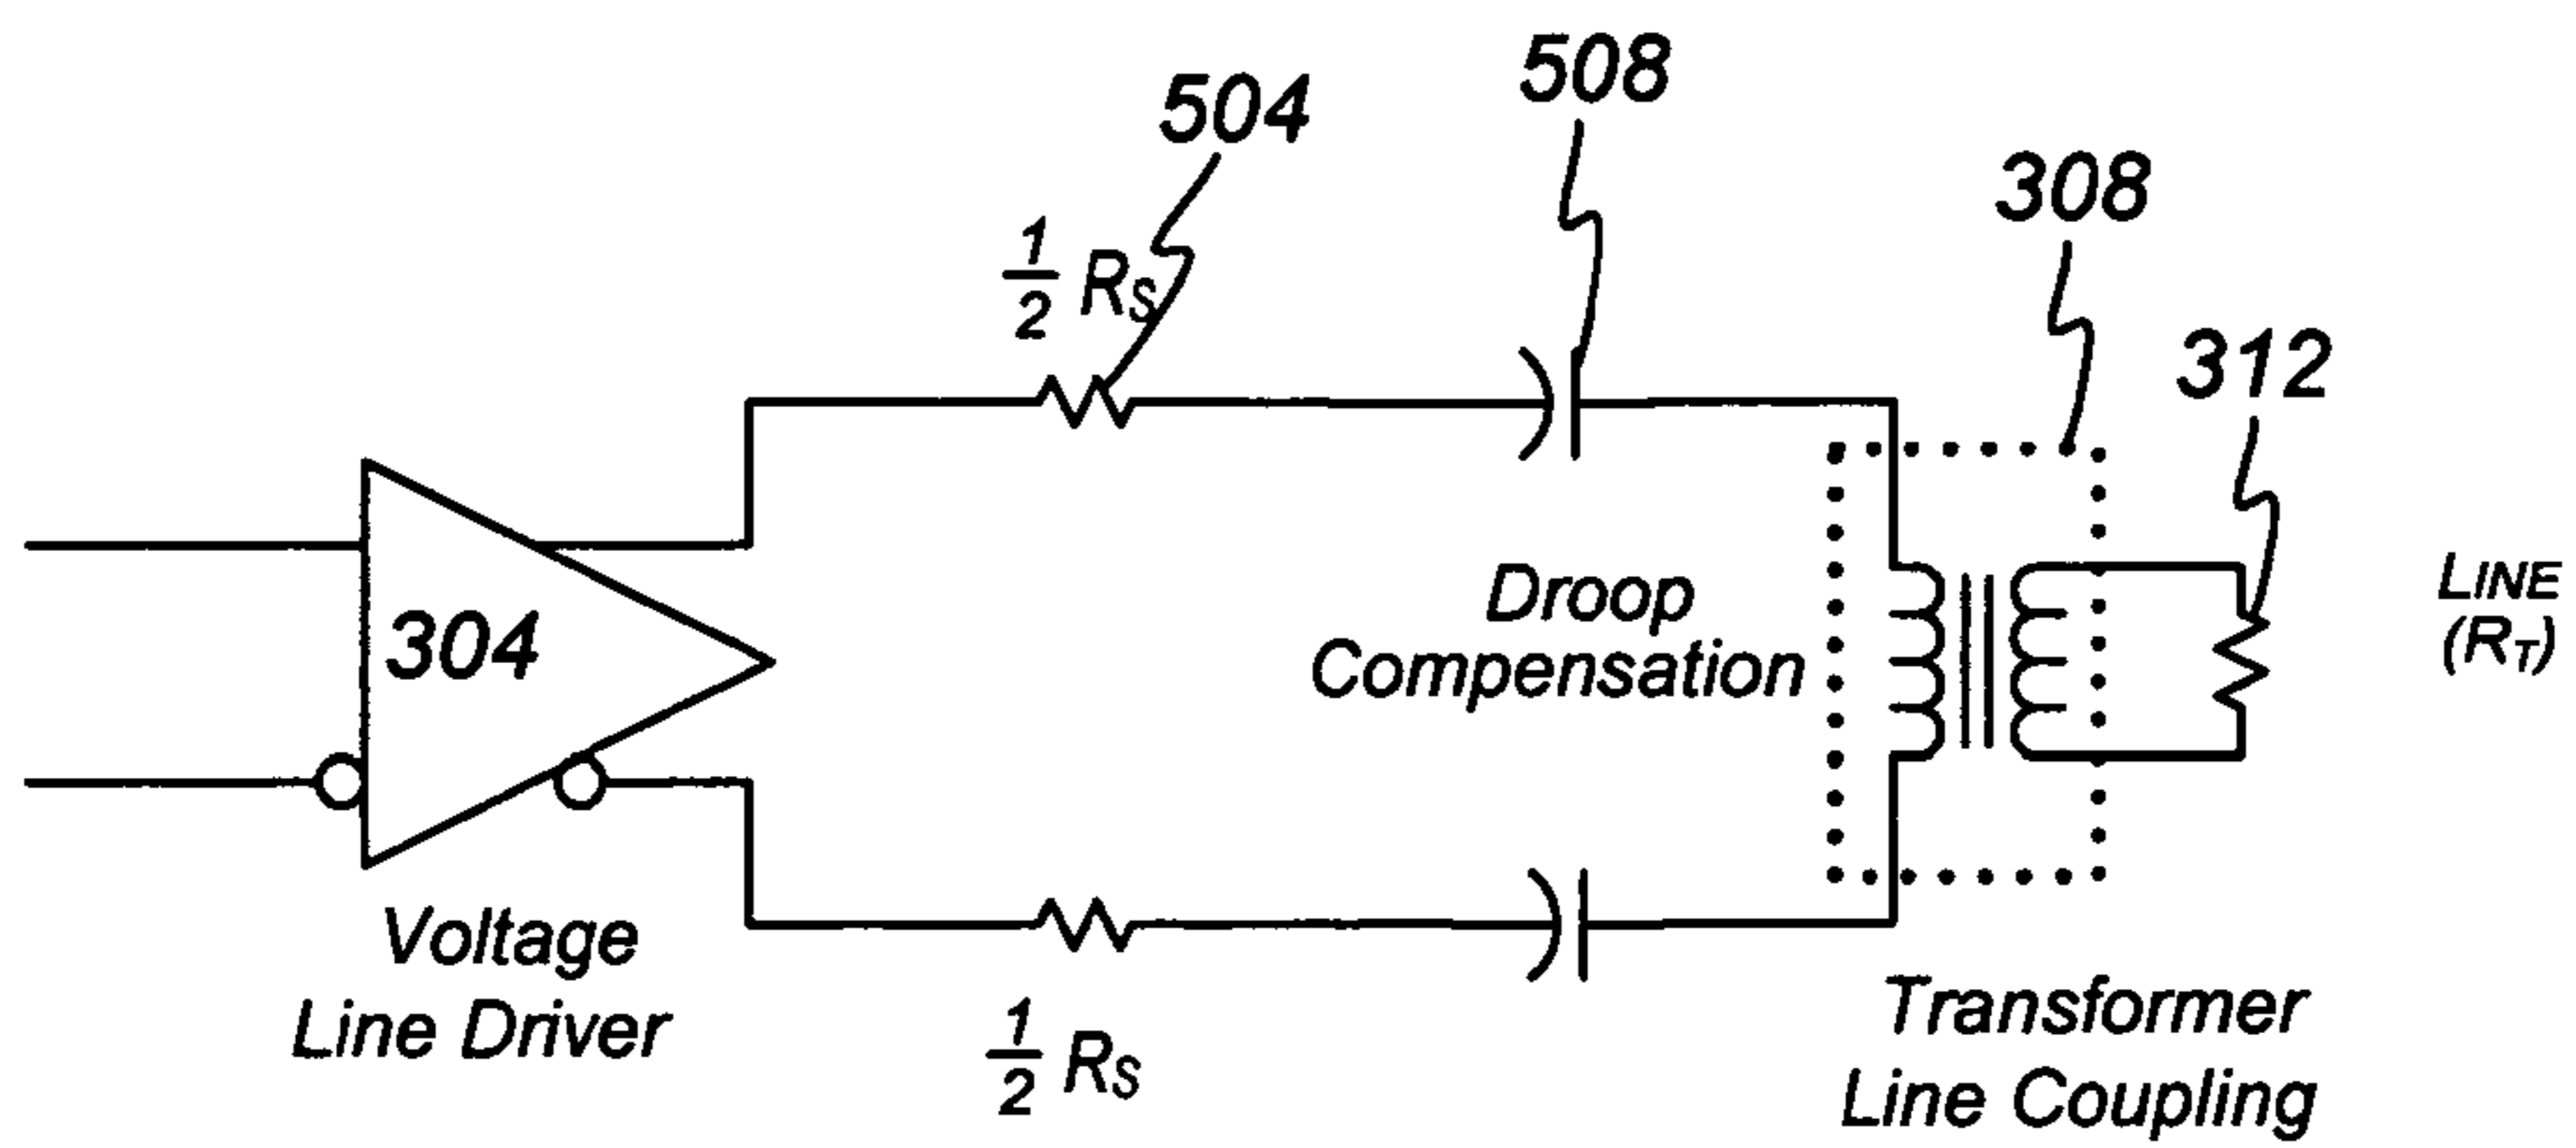 508
504
308
1/2 RS
312
Droop
Compensation
LINE
(RT)
304
Voltage
Line Driver
1/2 RS
Transformer
Line Coupling